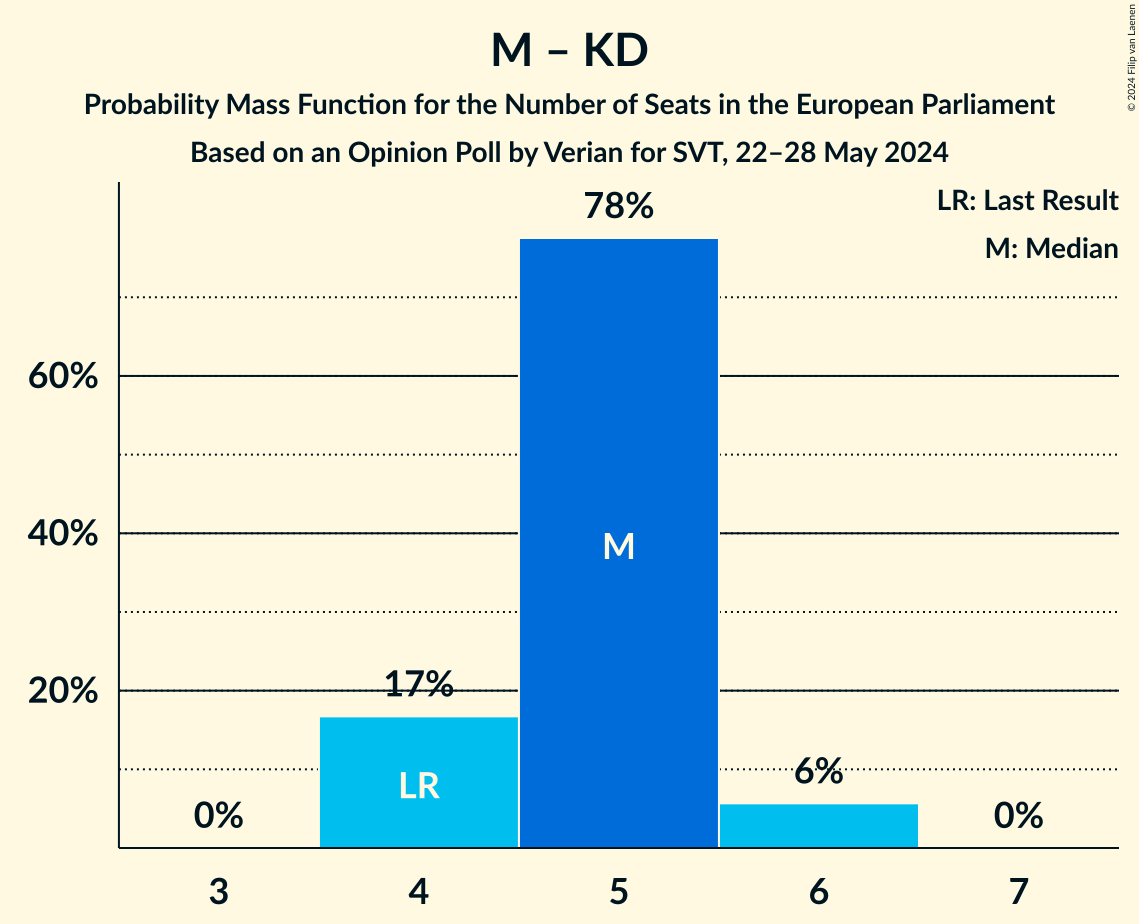 M – KD
Probability Mass Function for the Number of Seats in the European Parliament
Based on an Opinion Poll by Verian for SVT, 22–28 May 2024
© 2024 Filip van Laenen
LR: Last Result
M: Median
78%
60%
40%
20%
M
17%
LR
6%
0%
0%
3
4
5
6
7